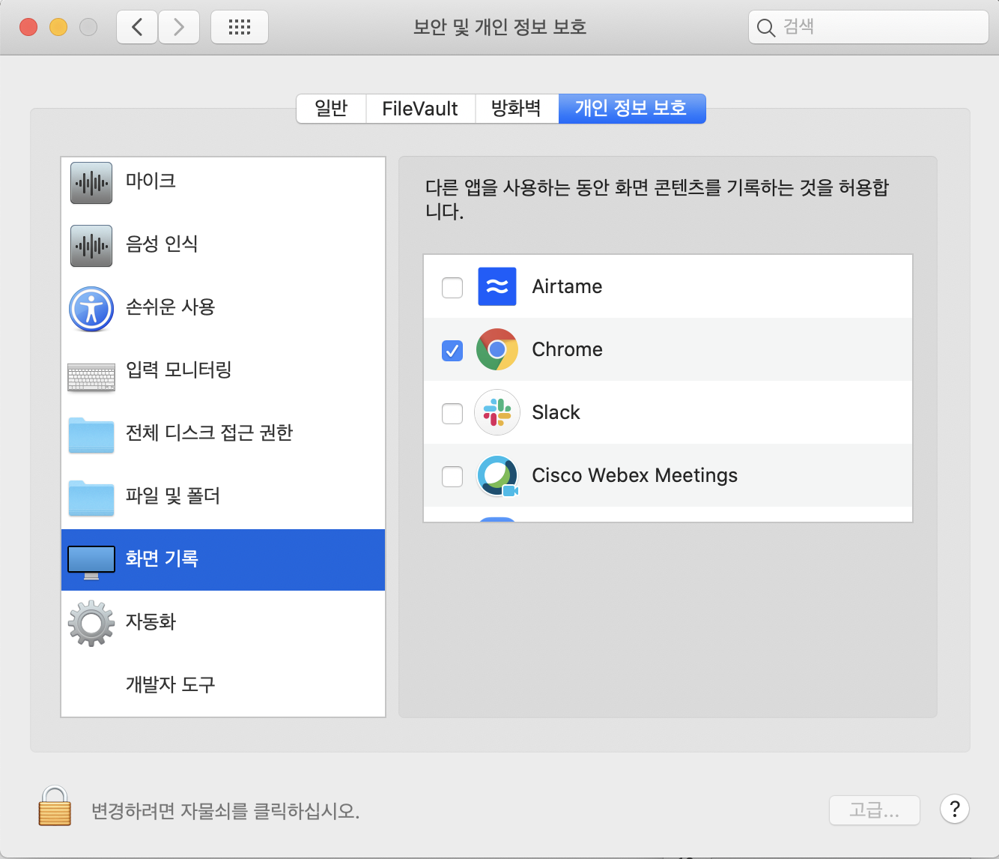 보안 및 개인 정보 보호
검색
일반
FileVault
방화벽
개인 정보 보호
마이크
음성 인식
손쉬운 사용
입력 모니터링
전체 디스크 접근 권한
파일 및 폴더
화면 기록
자동화
개발자 도구
다른 앱을 사용하는 동안 화면 콘텐츠를 기록하는 것을 허용합
니다.
Airtame
Chrome
Slack
Cisco Webex Meetings
변경하려면 자물쇠를 클릭하십시오.
고급...
?